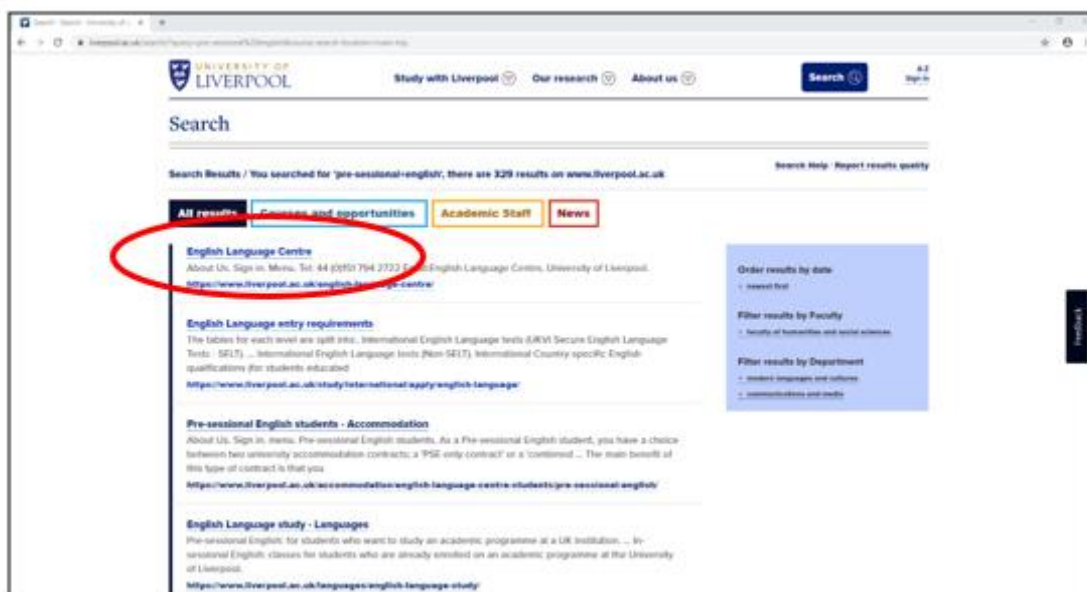 UNIVERSITY OF
LIVERPOOL
Study with Liverpool
Our research
About us
Search
A-Z
Sign in
Search
Search Help
Report results quality
Search Results / You searched for 'pre-sessional+english', there are 329 results on www.liverpool.ac.uk
All results
Courses and opportunities
Academic Staff
News
English Language Centre
About Us. Sign in. Menu. Tel: 44 (0)151 794 2722 English Language Centre, University of Liverpool.
https://www.liverpool.ac.uk/english-language-centre/
English Language entry requirements
The tables for each level are split into.. International English Language tests (UKVI Secure English Language
Tests - SELT). ... International English Language tests (Non-SELT). International Country specific English
qualifications (for students educated
https://www.liverpool.ac.uk/study/international/apply/english-language/
Pre-sessional English students - Accommodation
About Us. Sign in. menu. Pre-sessional English students. As a Pre-sessional English student, you have a choice
between two university accommodation contracts; a 'PSE only contract' or a 'combined ... The main benefit of
this type of contract is that you
https://www.liverpool.ac.uk/accommodation/english-language-centre-students/pre-sessional-english/
English Language study - Languages
Pre-sessional English: for students who want to study an academic programme at a UK institution. ... In-
sessional English: classes for students who are already enrolled on an academic programme at the University
of Liverpool.
https://www.liverpool.ac.uk/languages/english-language-study/
Order results by date
newest first
Filter results by Faculty
faculty of humanities and social sciences
Filter results by Department
modern languages and cultures
communications and media
Feedback